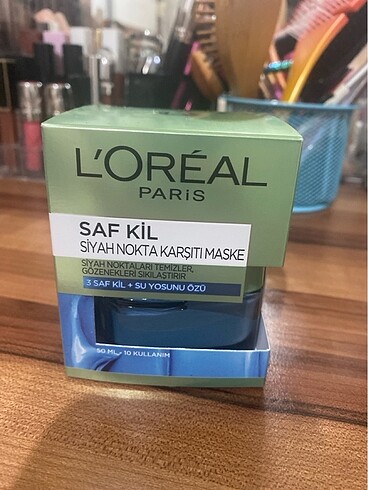 L'ORÉAL
PARiS
SAF KİL
SİYAH NOKTA KARŞITI MASKE
SİYAH NOKTALARI TEMİZLER,
GÖZENEKLERİ SIKILAŞTIRIR
3 SAF KİL + SU YOSUNU ÖZÜ
50 ML - 10 KULLANIM